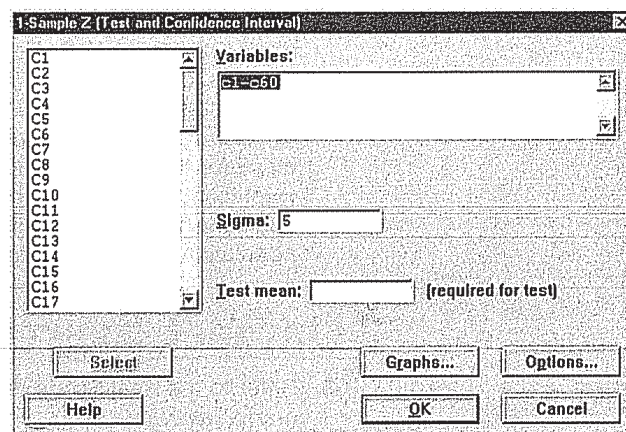 1-Sample Z (Test and Confidence Interval)
C1
C2
C3
C4
C5
C6
C7
C8
C9
C10
C11
C12
C13
C14
C15
C16
C17
Variables:
c1-c60
Sigma: 5
Test mean: (required for test)
Select
Graphs...
Options...
Help
OK
Cancel